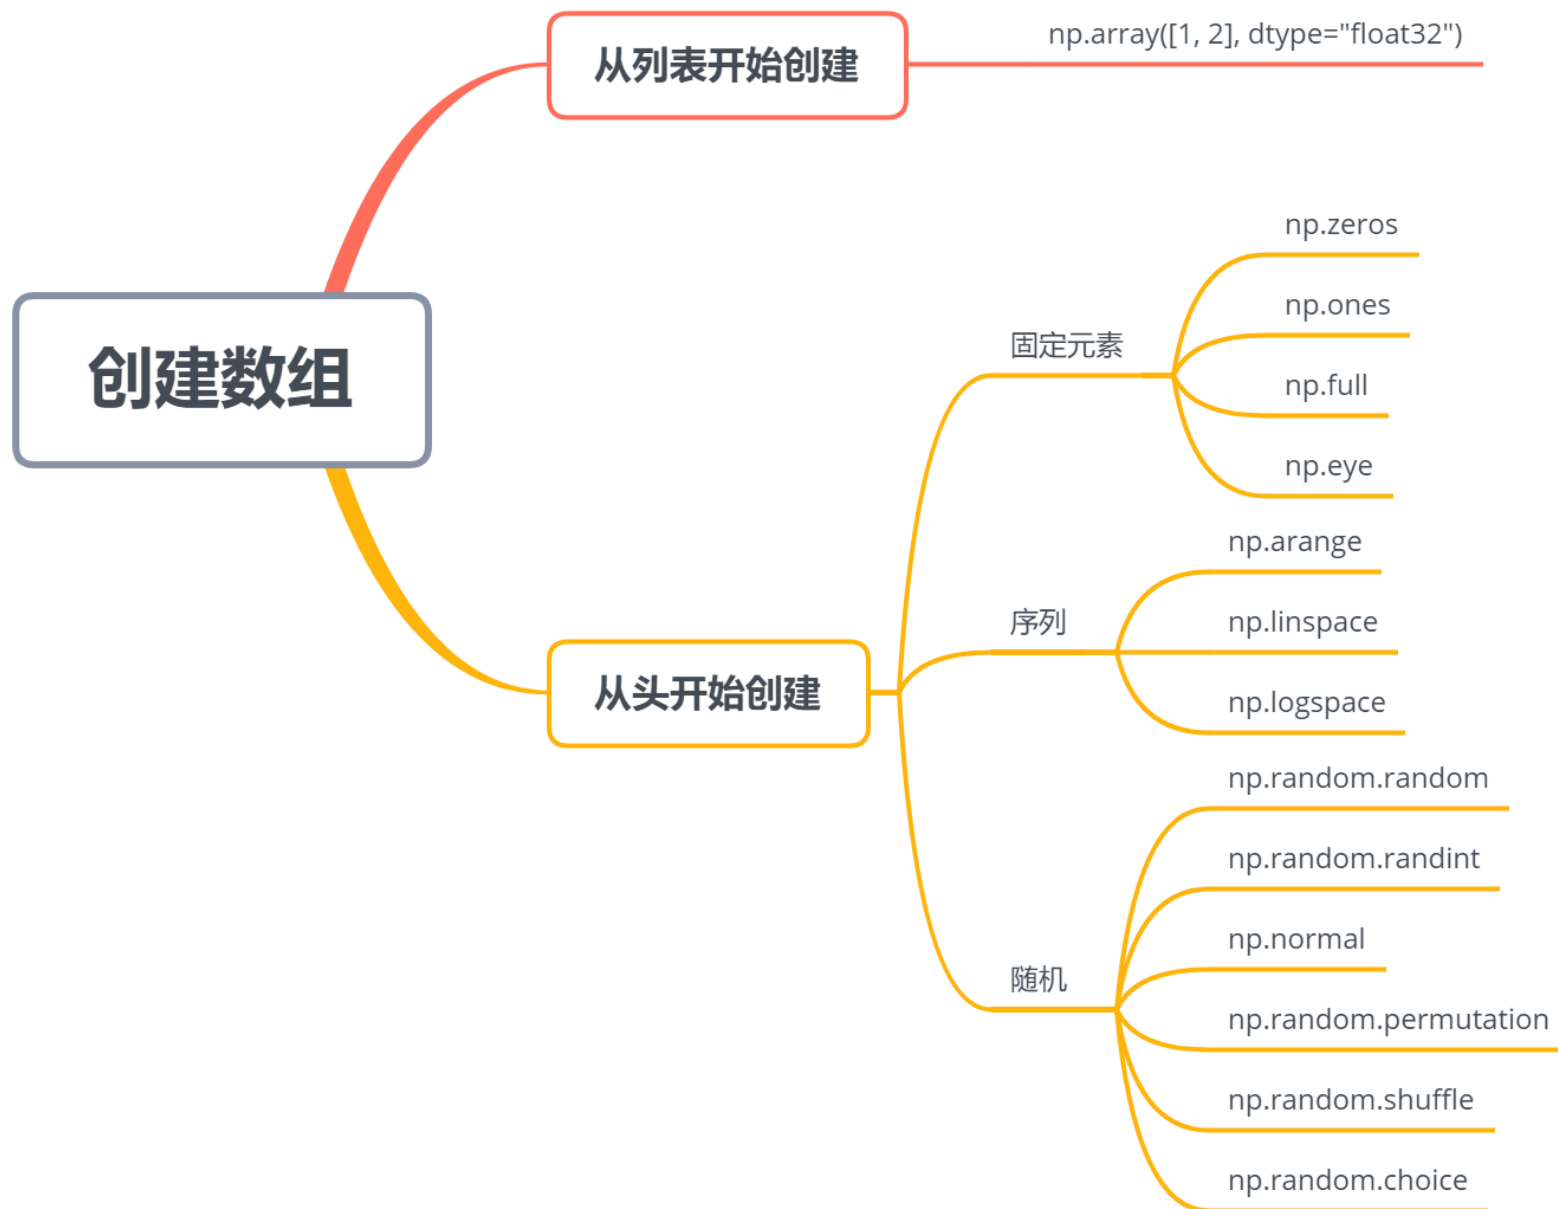 创建数组
从列表开始创建
np.array([1, 2], dtype="float32")
从头开始创建
固定元素
np.zeros
np.ones
np.full
np.eye
序列
np.arange
np.linspace
np.logspace
随机
np.random.random
np.random.randint
np.normal
np.random.permutation
np.random.shuffle
np.random.choice